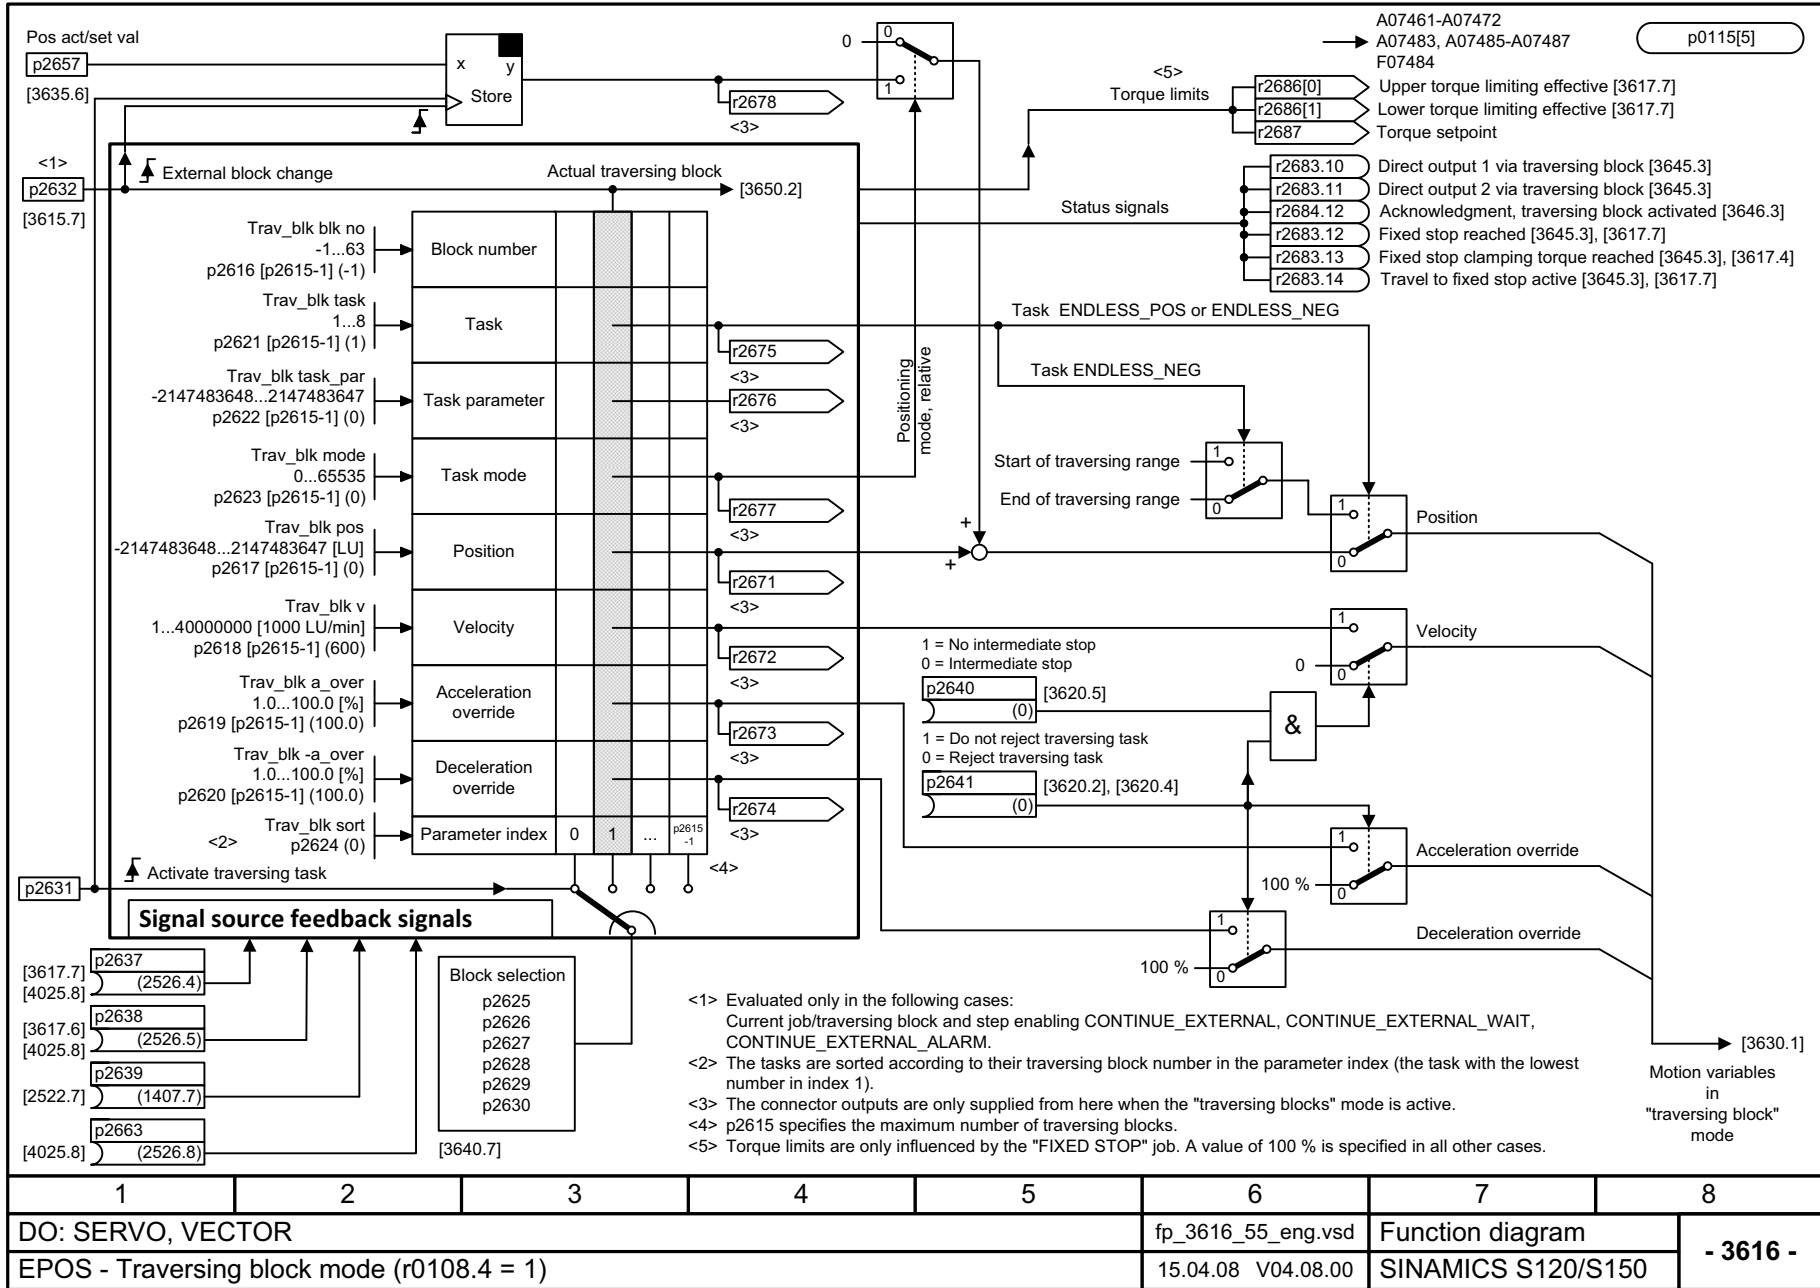 Pos act/set val
p2657
[3635.6]
x
y
Store
r2678
<3>
0
0
1
A07461-A07472
A07483, A07485-A07487
F07484
p0115[5]
<5>
Torque limits
r2686[0]
Upper torque limiting effective [3617.7]
r2686[1]
Lower torque limiting effective [3617.7]
r2687
Torque setpoint
<1>
p2632
[3615.7]
External block change
Actual traversing block
[3650.2]
Status signals
r2683.10
Direct output 1 via traversing block [3645.3]
r2683.11
Direct output 2 via traversing block [3645.3]
r2684.12
Acknowledgment, traversing block activated [3646.3]
r2683.12
Fixed stop reached [3645.3], [3617.7]
r2683.13
Fixed stop clamping torque reached [3645.3], [3617.4]
r2683.14
Travel to fixed stop active [3645.3], [3617.7]
Trav_blk blk no
-1...63
p2616 [p2615-1] (-1)
Block number
Trav_blk task
1...8
p2621 [p2615-1] (1)
Task
r2675
<3>
Trav_blk task_par
-2147483648...2147483647
p2622 [p2615-1] (0)
Task parameter
r2676
<3>
Trav_blk mode
0...65535
p2623 [p2615-1] (0)
Task mode
r2677
<3>
Trav_blk pos
-2147483648...2147483647 [LU]
p2617 [p2615-1] (0)
Position
r2671
<3>
Trav_blk v
1...40000000 [1000 LU/min]
p2618 [p2615-1] (600)
Velocity
r2672
<3>
Trav_blk a_over
1.0...100.0 [%]
p2619 [p2615-1] (100.0)
Acceleration
override
r2673
<3>
Trav_blk -a_over
1.0...100.0 [%]
p2620 [p2615-1] (100.0)
Deceleration
override
r2674
<3>
<2>
Trav_blk sort
p2624 (0)
Parameter index
0
1
...
p2615
-1
<4>
Positioning
mode, relative
Task ENDLESS_POS or ENDLESS_NEG
Task ENDLESS_NEG
Start of traversing range
End of traversing range
1
0
1
0
Position
+
+
1
0
0
Velocity
1 = No intermediate stop
0 = Intermediate stop
p2640
(0)
[3620.5]
&
1 = Do not reject traversing task
0 = Reject traversing task
p2641
(0)
[3620.2], [3620.4]
1
0
100 %
Acceleration override
1
0
100 %
Deceleration override
p2631
Activate traversing task
Signal source feedback signals
[3617.7]
[4025.8]
p2637
(2526.4)
[3617.6]
[4025.8]
p2638
(2526.5)
[2522.7]
p2639
(1407.7)
[4025.8]
p2663
(2526.8)
Block selection
p2625
p2626
p2627
p2628
p2629
p2630
[3640.7]
<1> Evaluated only in the following cases:
Current job/traversing block and step enabling CONTINUE_EXTERNAL, CONTINUE_EXTERNAL_WAIT,
CONTINUE_EXTERNAL_ALARM.
<2> The tasks are sorted according to their traversing block number in the parameter index (the task with the lowest
number in index 1).
<3> The connector outputs are only supplied from here when the "traversing blocks" mode is active.
<4> p2615 specifies the maximum number of traversing blocks.
<5> Torque limits are only influenced by the "FIXED STOP" job. A value of 100 % is specified in all other cases.
[3630.1]
Motion variables
in
"traversing block"
mode
1 2 3 4 5 6 7 8
DO: SERVO, VECTOR
fp_3616_55_eng.vsd
Function diagram
- 3616 -
EPOS - Traversing block mode (r0108.4 = 1)
15.04.08 V04.08.00
SINAMICS S120/S150